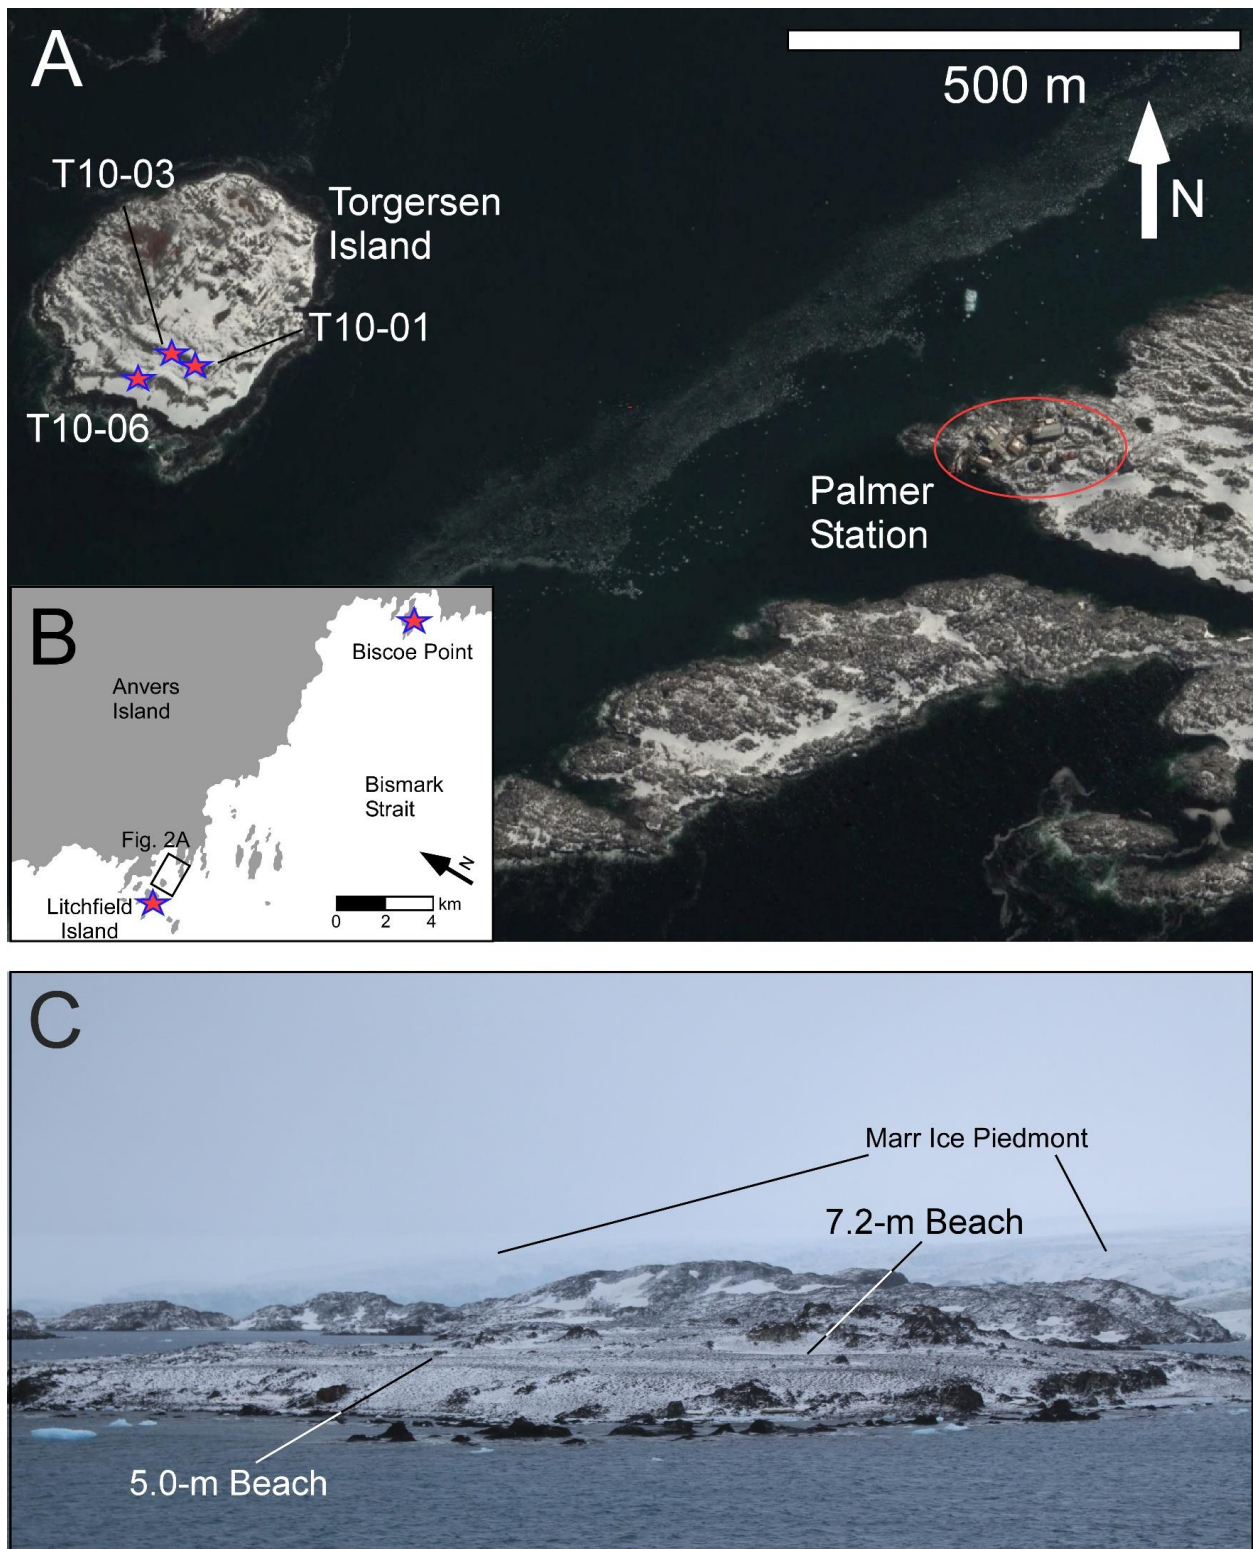 A
500 m
N
T10-03
Torgersen
Island
T10-01
T10-06
Palmer
Station
B
Biscoe Point
Anvers
Island
Bismark
Strait
Fig. 2A
N
km
0 2 4
Litchfield
Island
C
Marr Ice Piedmont
7.2-m Beach
5.0-m Beach